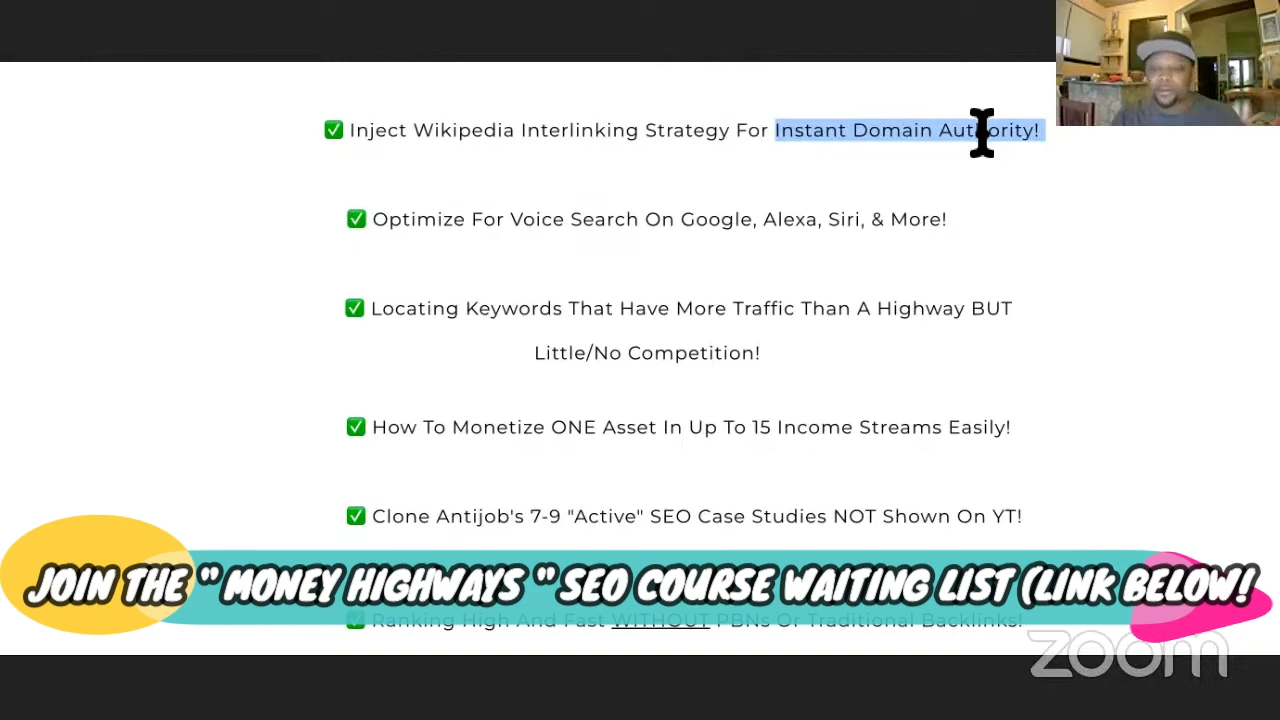 ✅ Inject Wikipedia Interlinking Strategy For Instant Domain Authority!
✅ Optimize For Voice Search On Google, Alexa, Siri, & More!
✅ Locating Keywords That Have More Traffic Than A Highway BUT
Little/No Competition!
✅ How To Monetize ONE Asset In Up To 15 Income Streams Easily!
✅ Clone Antijob's 7-9 "Active" SEO Case Studies NOT Shown On YT!
JOIN THE " MONEY HIGHWAYS " SEO COURSE WAITING LIST (LINK BELOW!
✅ Ranking High And Fast WITHOUT PBNs Or Traditional Backlinks!
zoom